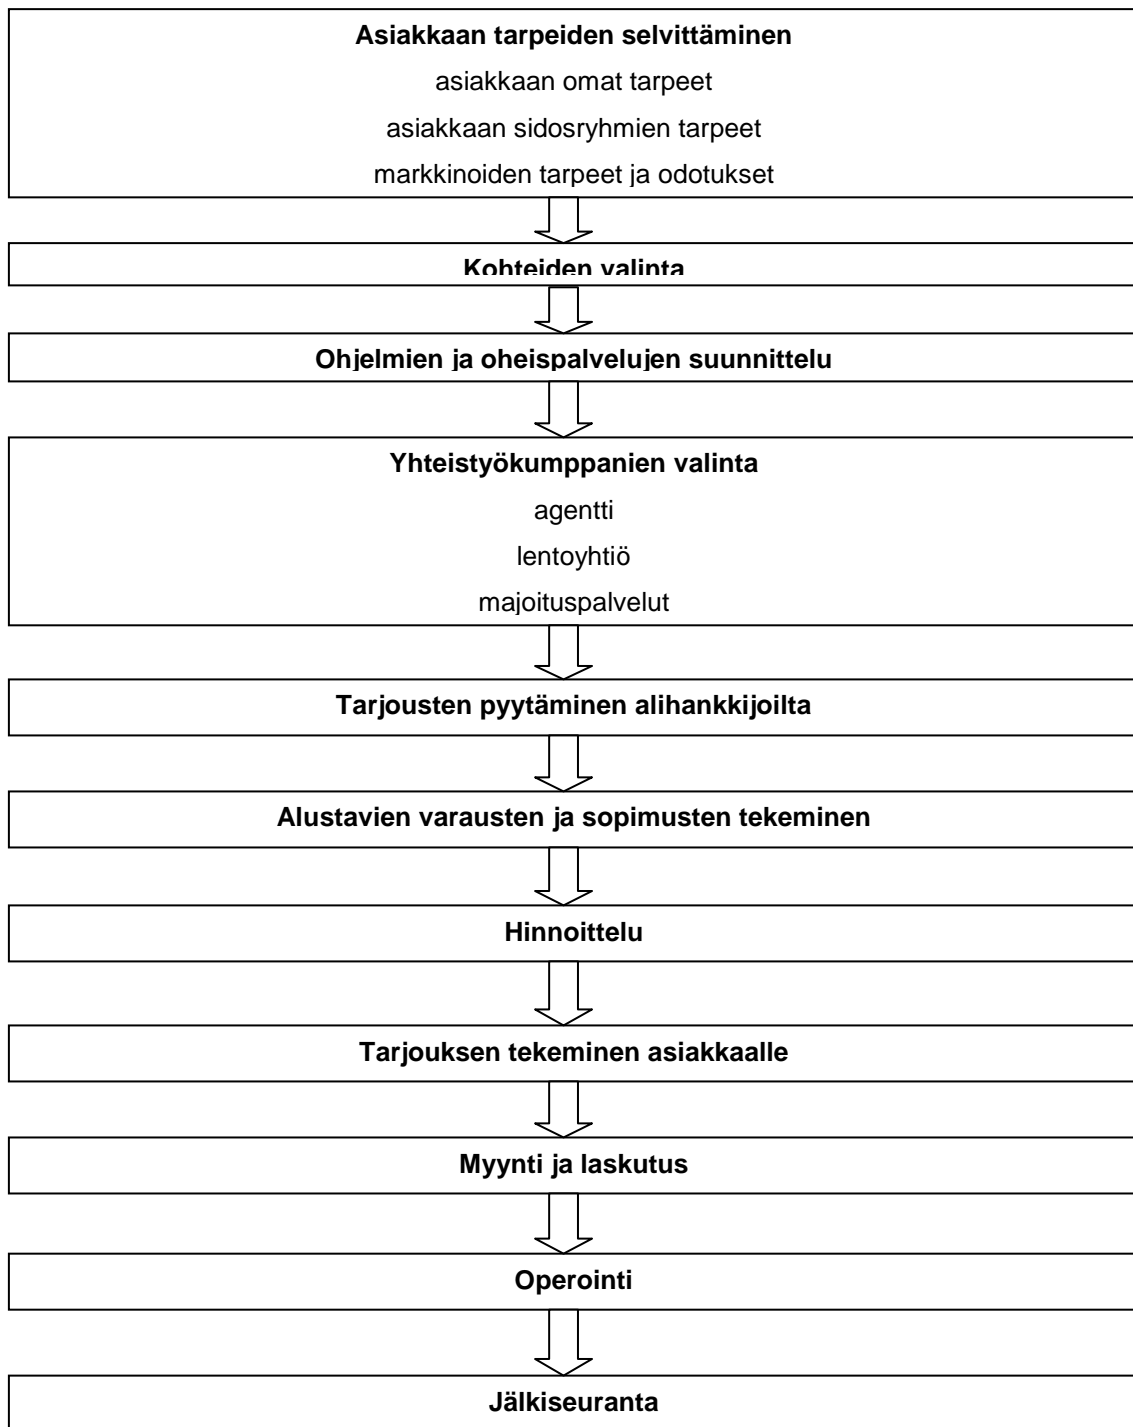 Asiakkaan tarpeiden selvittäminen
asiakkaan omat tarpeet
asiakkaan sidosryhmien tarpeet
markkinoiden tarpeet ja odotukset
Kohteiden valinta
Ohjelmien ja oheispalvelujen suunnittelu
Yhteistyökumppanien valinta
agentti
lentoyhtiö
majoituspalvelut
Tarjousten pyytäminen alihankkijoilta
Alustavien varausten ja sopimusten tekeminen
Hinnoittelu
Tarjouksen tekeminen asiakkaalle
Myynti ja laskutus
Operointi
Jälkiseuranta